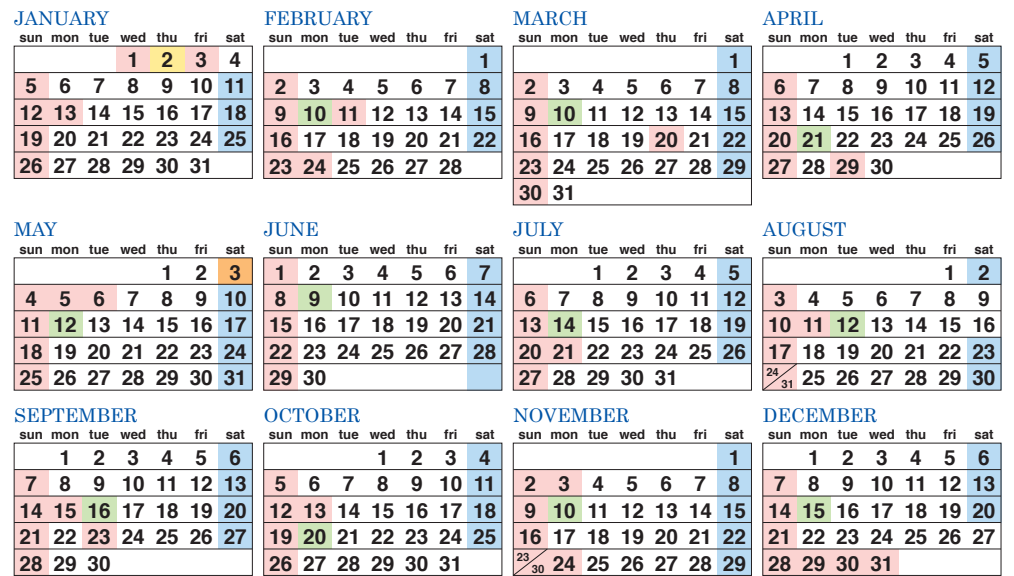 JANUARY
sun mon tue wed thu fri sat
1 2 3 4
5 6 7 8 9 10 11
12 13 14 15 16 17 18
19 20 21 22 23 24 25
26 27 28 29 30 31
FEBRUARY
sun mon tue wed thu fri sat
1
2 3 4 5 6 7 8
9 10 11 12 13 14 15
16 17 18 19 20 21 22
23 24 25 26 27 28
MARCH
sun mon tue wed thu fri sat
1
2 3 4 5 6 7 8
9 10 11 12 13 14 15
16 17 18 19 20 21 22
23 24 25 26 27 28 29
30 31
APRIL
sun mon tue wed thu fri sat
1 2 3 4 5
6 7 8 9 10 11 12
13 14 15 16 17 18 19
20 21 22 23 24 25 26
27 28 29 30
MAY
sun mon tue wed thu fri sat
1 2 3
4 5 6 7 8 9 10
11 12 13 14 15 16 17
18 19 20 21 22 23 24
25 26 27 28 29 30 31
JUNE
sun mon tue wed thu fri sat
1 2 3 4 5 6 7
8 9 10 11 12 13 14
15 16 17 18 19 20 21
22 23 24 25 26 27 28
29 30
JULY
sun mon tue wed thu fri sat
1 2 3 4 5
6 7 8 9 10 11 12
13 14 15 16 17 18 19
20 21 22 23 24 25 26
27 28 29 30 31
AUGUST
sun mon tue wed thu fri sat
1 2
3 4 5 6 7 8 9
10 11 12 13 14 15 16
17 18 19 20 21 22 23
24/31 25 26 27 28 29 30
SEPTEMBER
sun mon tue wed thu fri sat
1 2 3 4 5 6
7 8 9 10 11 12 13
14 15 16 17 18 19 20
21 22 23 24 25 26 27
28 29 30
OCTOBER
sun mon tue wed thu fri sat
1 2 3 4
5 6 7 8 9 10 11
12 13 14 15 16 17 18
19 20 21 22 23 24 25
26 27 28 29 30 31
NOVEMBER
sun mon tue wed thu fri sat
1
2 3 4 5 6 7 8
9 10 11 12 13 14 15
16 17 18 19 20 21 22
23/30 24 25 26 27 28 29
DECEMBER
sun mon tue wed thu fri sat
1 2 3 4 5 6
7 8 9 10 11 12 13
14 15 16 17 18 19 20
21 22 23 24 25 26 27
28 29 30 31